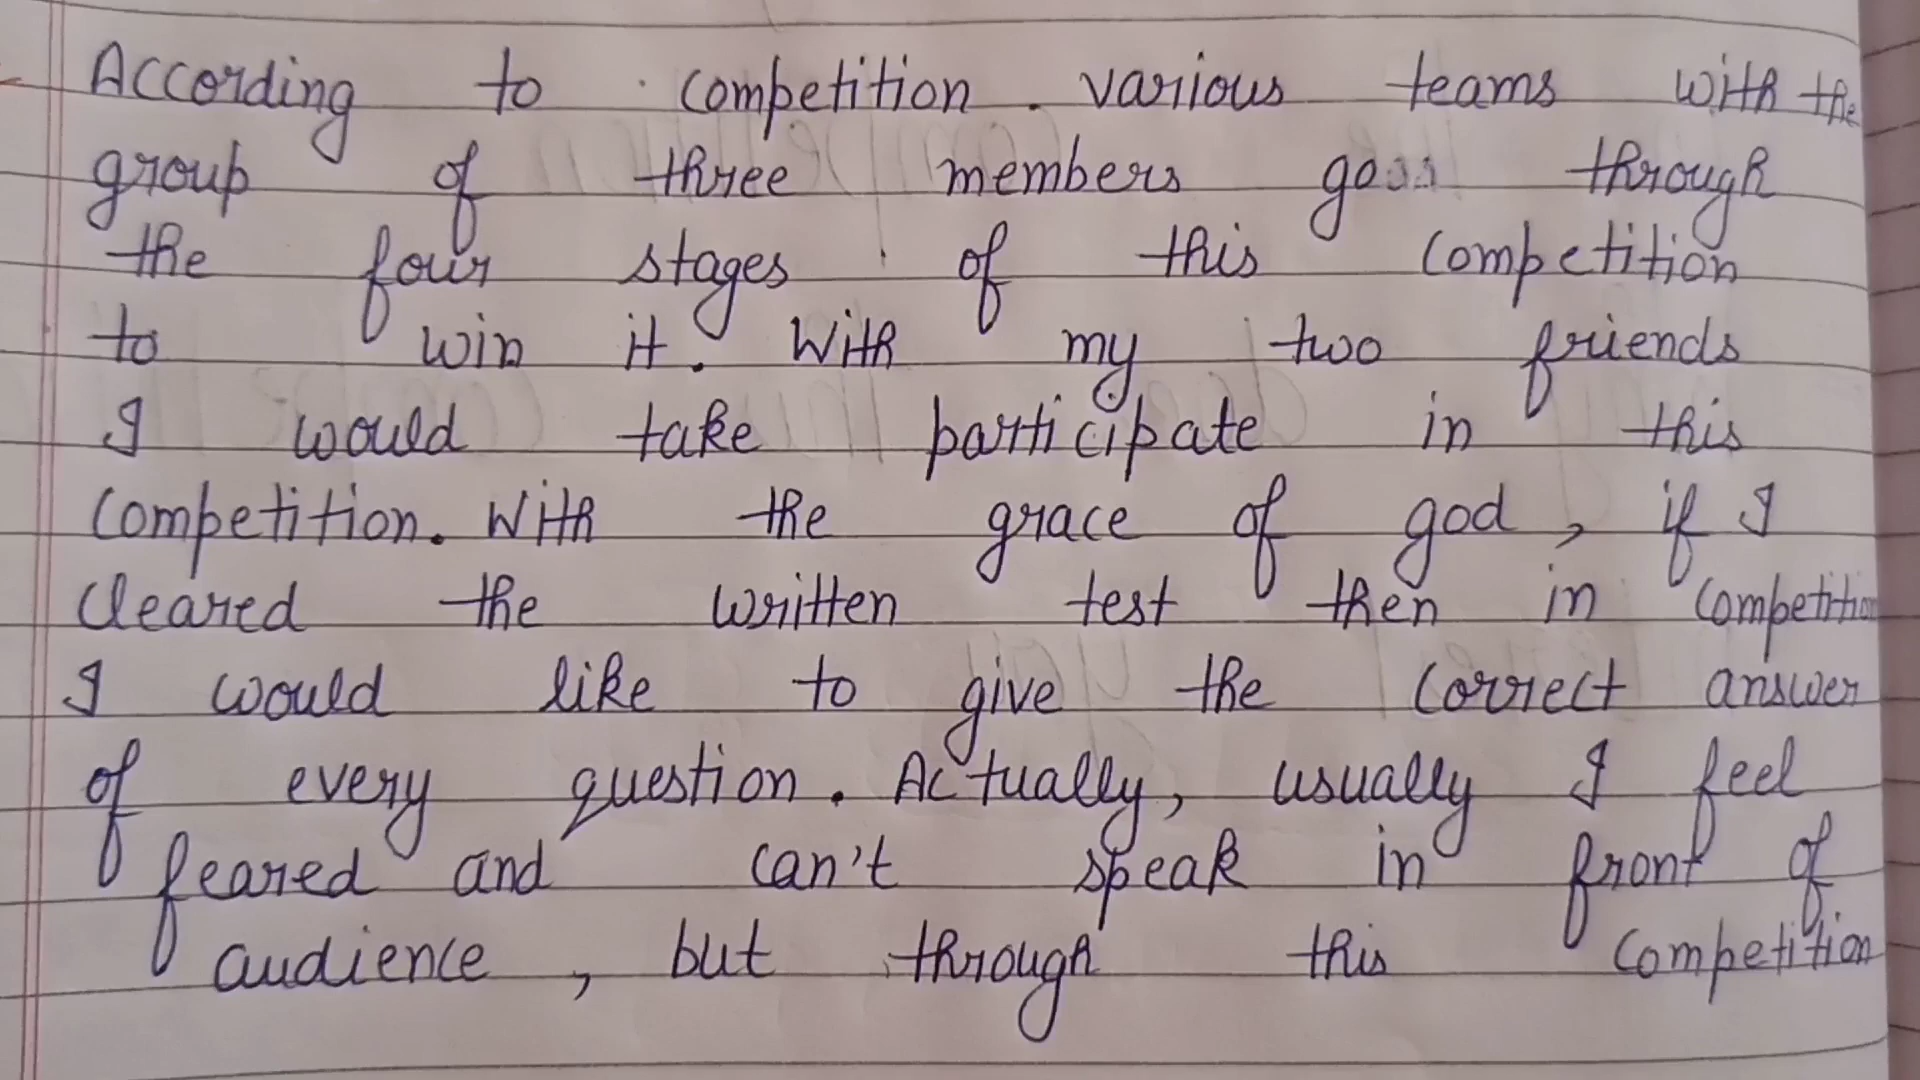 According to competition. various teams with the
group of three members through
the four stages of this competition
to win it. With my two friends
I would take participate in this
competition. With the grace of god, if I
cleared the written test then in competition
I would like to give the correct answer
of every question. Actually, usually I feel
feared and can't speak in front of
audience, but through this competition